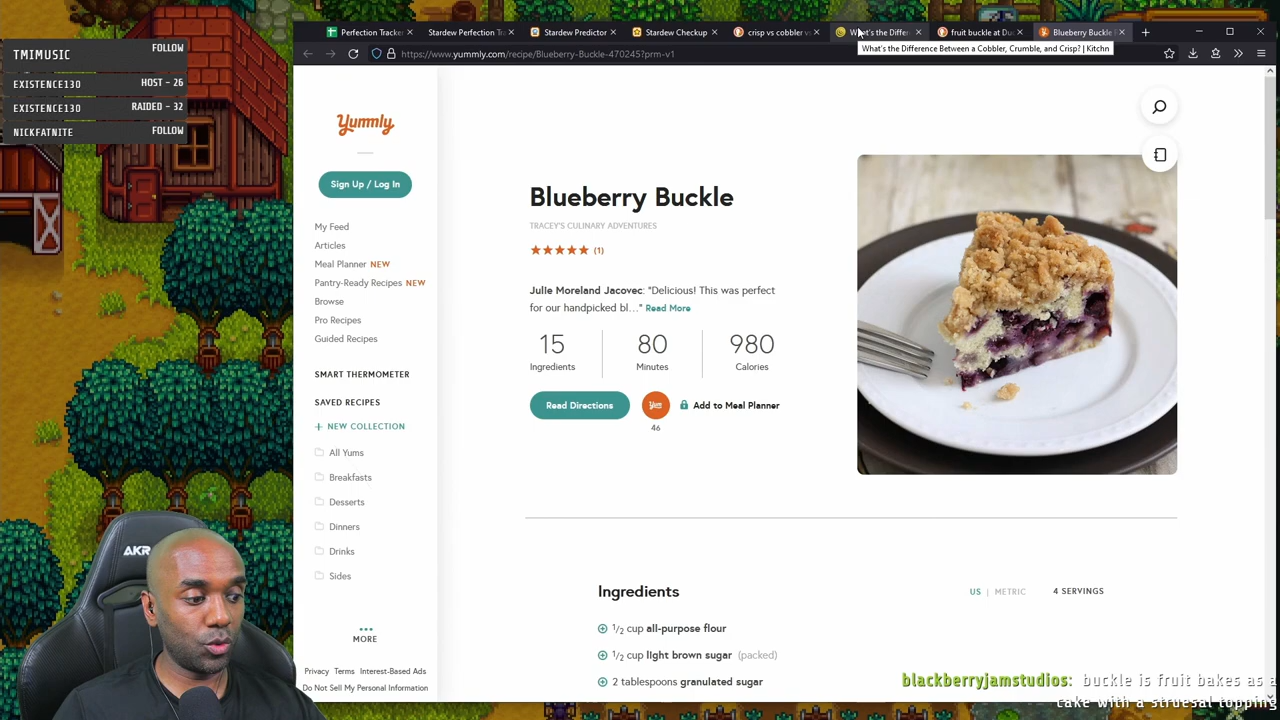 Perfection Tracker
Stardew Perfection Tr
Stardew Predictor
Stardew Checkup
crisp vs cobbler v
What's the Differ
fruit buckle at Du
Blueberry Buckle
What's the Difference Between a Cobbler, Crumble, and Crisp? | Kitchn
https://www.yummly.com/recipe/Blueberry-Buckle-470245?prm-v1
TMIMUSIC FOLLOW
EXISTENCE130 HOST - 26
EXISTENCE130 RAIDED - 32
NICKFATNITE FOLLOW
Yummly
Sign Up / Log In
My Feed
Articles
Meal Planner NEW
Pantry-Ready Recipes NEW
Browse
Pro Recipes
Guided Recipes
SMART THERMOMETER
SAVED RECIPES
+ NEW COLLECTION
All Yums
Breakfasts
Desserts
Dinners
Drinks
Sides
MORE
Privacy Terms Interest-Based Ads
Do Not Sell My Personal Information
Blueberry Buckle
TRACEY'S CULINARY ADVENTURES
★★★★★ (1)
Julie Moreland Jacovec: "Delicious! This was perfect
for our handpicked bl..." Read More
15 80 980
Ingredients Minutes Calories
Read Directions Yum Add to Meal Planner
46
Ingredients US | METRIC 4 SERVINGS
1/2 cup all-purpose flour
1/2 cup light brown sugar (packed)
2 tablespoons granulated sugar
AKR
blackberryjamstudios: buckle is fruit bakes as a
cake with a struesal topping